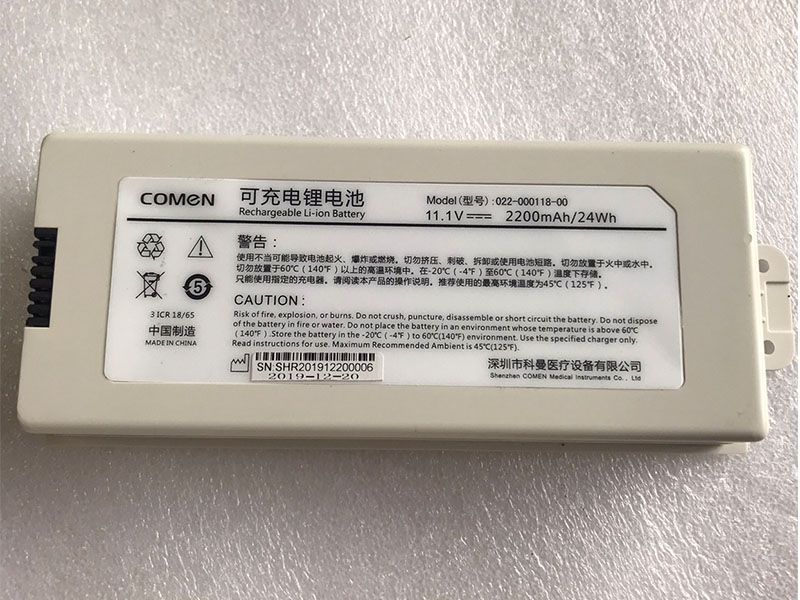 COMEN
可充电锂电池
Rechargeable Li-ion Battery
Model(型号):022-000118-00
11.1V 2200mAh/24Wh
警告:
使用不当可能导致电池起火、爆炸或燃烧。切勿挤压、刺破、拆卸或使电池短路。切勿放置于火中或水中。
切勿放置于60℃(140℉)以上的高温环境中。在-20℃(-4℉)至60℃(140℉)温度下存储。
只能使用指定的充电器。请阅读本产品的操作说明。推荐使用的最高环境温度为45℃(125℉)。
5
3 ICR 18/65
中国制造
MADE IN CHINA
CAUTION:
Risk of fire, explosion, or burns. Do not crush, puncture, disassemble or short circuit the battery. Do not dispose
of the battery in fire or water. Do not place the battery in an environment whose temperature is above 60℃
(140℉).Store the battery in the -20℃(-4℉) to 60℃(140℉)environment. Use the specified charger only.
Read instructions for use. Maximum Recommended Ambient is 45℃(125℉).
SN:SHR201912200006
2019-12-20
深圳市科曼医疗设备有限公司
Shenzhen COMEN Medical Instruments Co., Ltd.